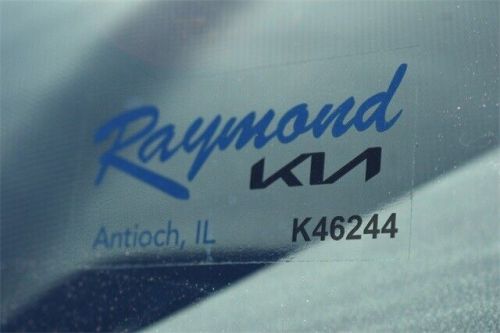 Raymond
KIA
Antioch, IL K46244